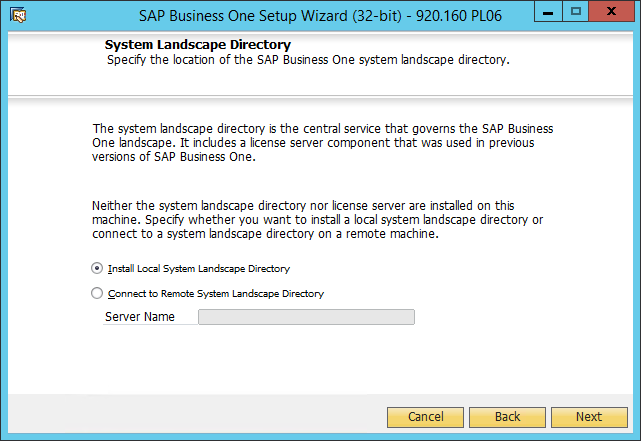 SAP Business One Setup Wizard (32-bit) - 920.160 PL06
System Landscape Directory
Specify the location of the SAP Business One system landscape directory.
The system landscape directory is the central service that governs the SAP Business
One landscape. It includes a license server component that was used in previous
versions of SAP Business One.
Neither the system landscape directory nor license server are installed on this
machine. Specify whether you want to install a local system landscape directory or
connect to a system landscape directory on a remote machine.
Install Local System Landscape Directory
Connect to Remote System Landscape Directory
Server Name
Cancel Back Next